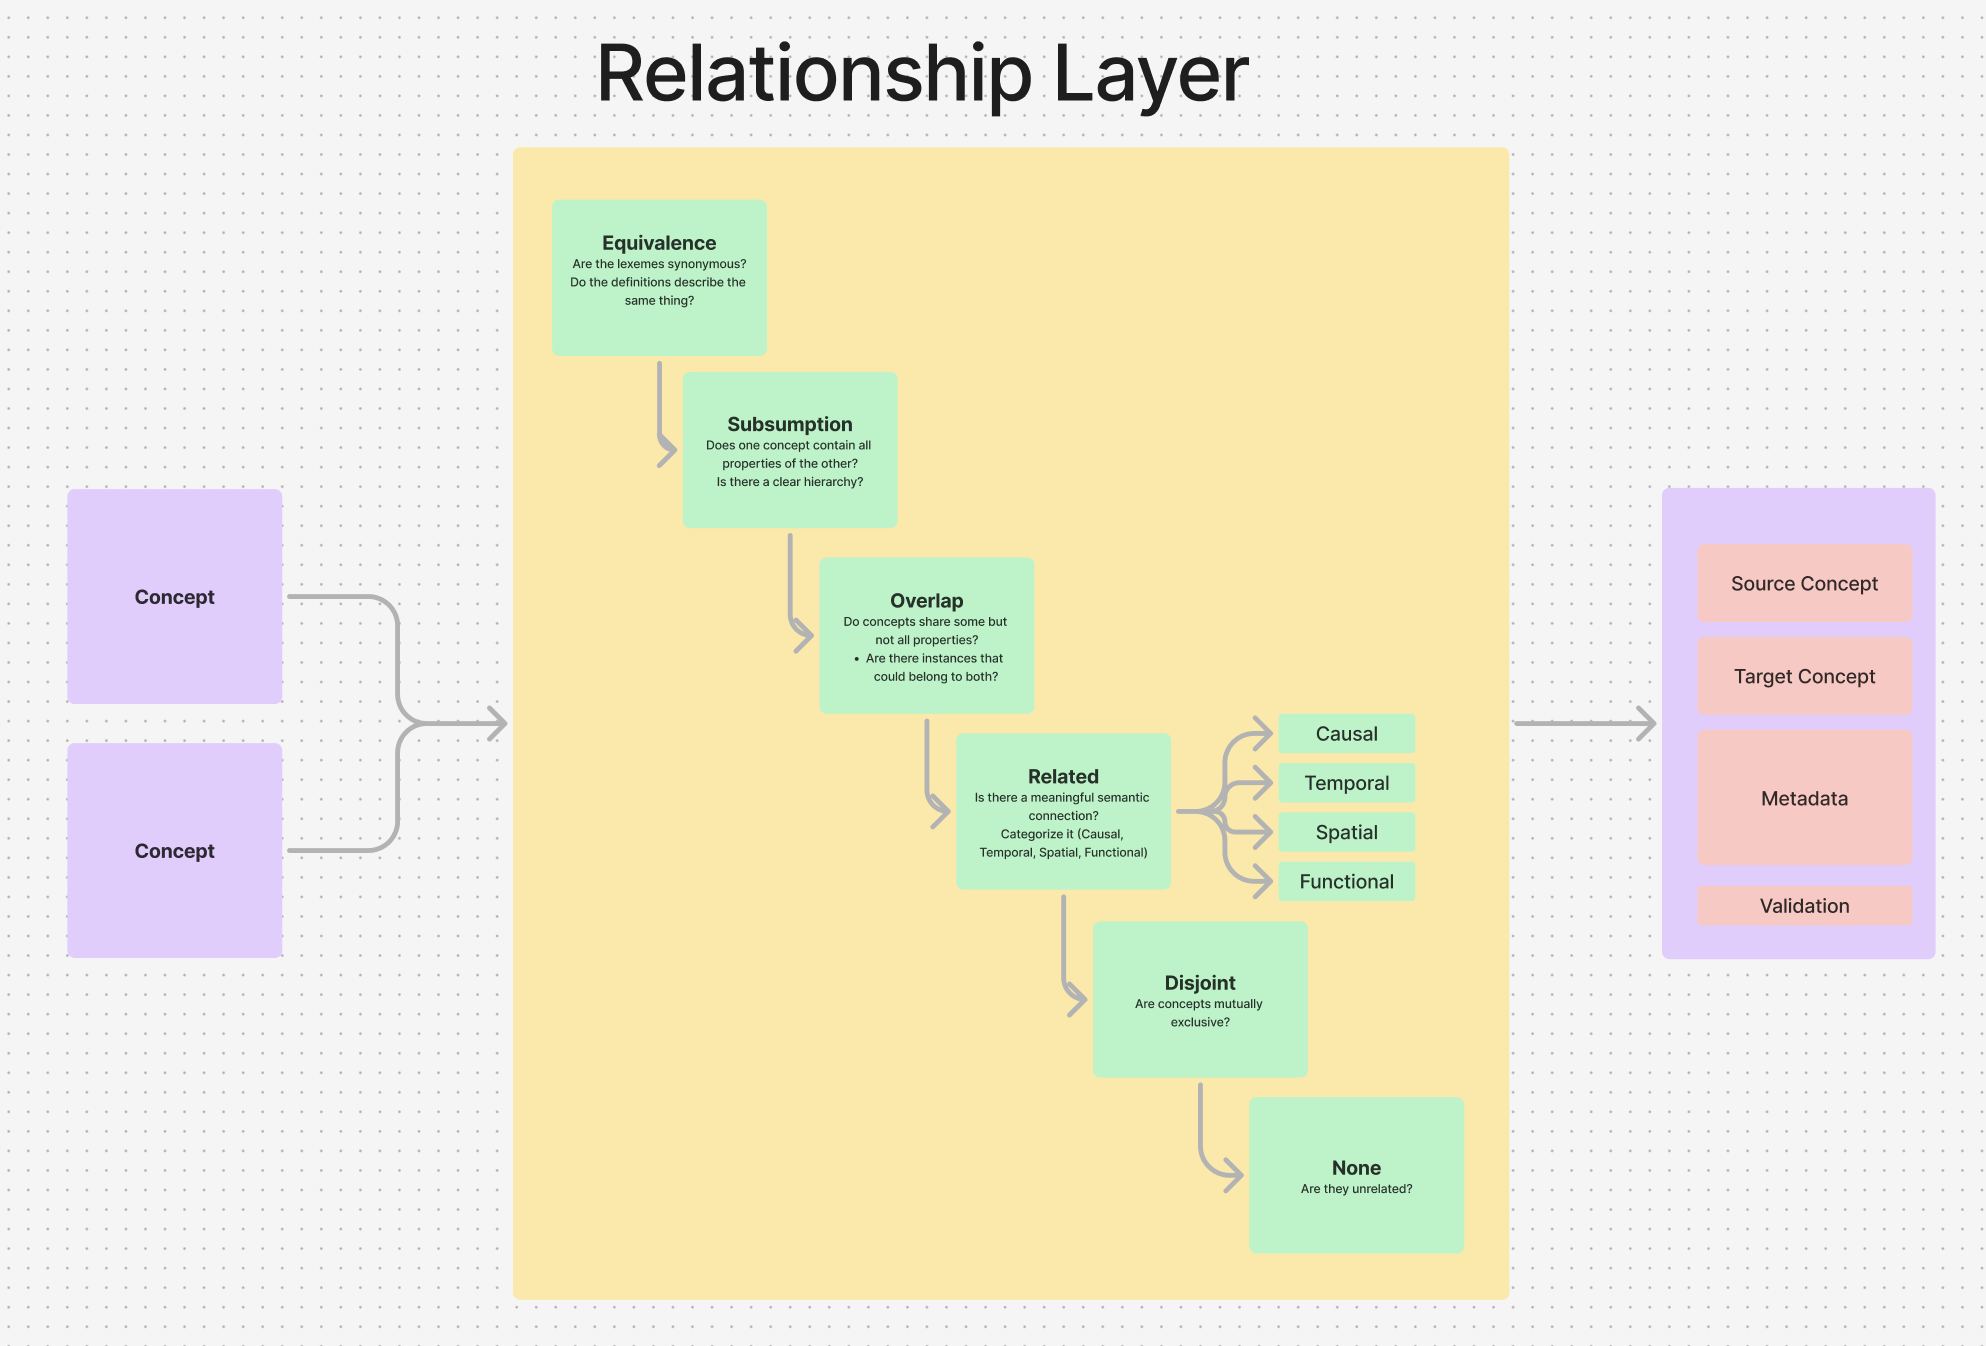 Relationship Layer
Equivalence
Are the lexemes synonymous?
Do the definitions describe the
same thing?
Subsumption
Does one concept contain all
properties of the other?
Is there a clear hierarchy?
Overlap
Do concepts share some but
not all properties?
• Are there instances that
could belong to both?
Related
Is there a meaningful semantic
connection?
Categorize it (Causal,
Temporal, Spatial, Functional)
Causal
Temporal
Spatial
Functional
Disjoint
Are concepts mutually
exclusive?
None
Are they unrelated?
Concept
Concept
Source Concept
Target Concept
Metadata
Validation